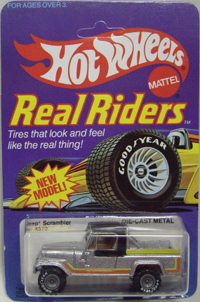 FOR AGES OVER 3.
HOT WHEELS
MATTEL
Real Riders™
Tires that look and feel
like the real thing!
GOOD YEAR
NEW
MODEL!
Jeep Scrambler
DIE-CAST METAL